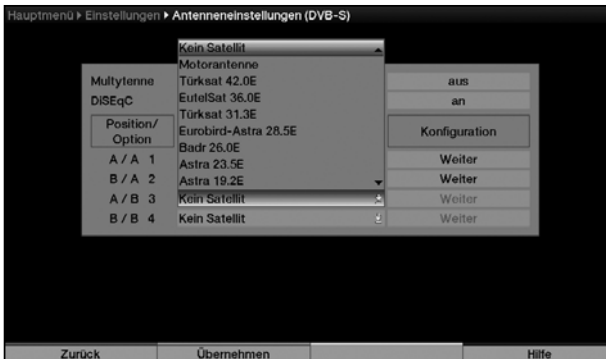 Hauptmenü ▸ Einstellungen ▸ Antenneneinstellungen (DVB-S)
Kein Satellit
Motorantenne
Multytenne Türksat 42.0E aus
DiSEqC EutelSat 36.0E an
Türksat 31.3E
Position/
Option Eurobird-Astra 28.5E Konfiguration
Badr 26.0E
A / A 1 Astra 23.5E Weiter
B / A 2 Astra 19.2E Weiter
A / B 3 Kein Satellit Weiter
B / B 4 Kein Satellit Weiter
Zurück Übernehmen Hilfe